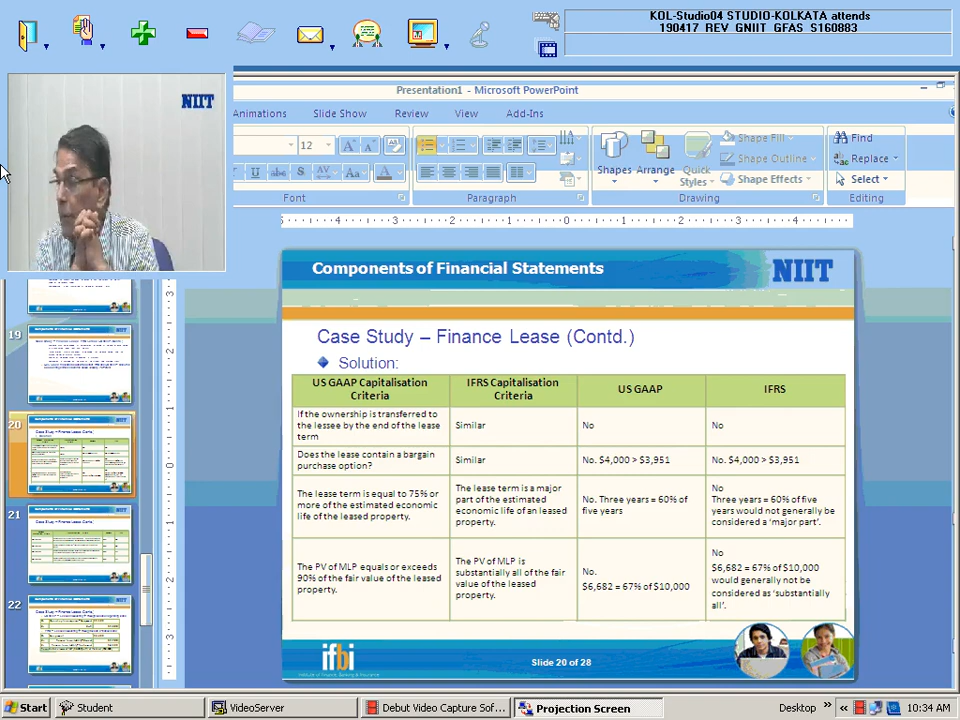 KOL-Studio04 STUDIO-KOLKATA attends
190417_REV_GNIIT_GFAS_S160883
NIIT
Presentation1 - Microsoft PowerPoint
Animations Slide Show Review View Add-Ins
12
Shapes Arrange Quick Styles
Shape Fill
Shape Outline
Shape Effects
Find
Replace
Select
Font Paragraph Drawing Editing
Components of Financial Statements
NIIT
Case Study – Finance Lease (Contd.)
Solution:
US GAAP Capitalisation
Criteria
IFRS Capitalisation
Criteria
US GAAP
IFRS
If the ownership is transferred to
the lessee by the end of the lease
term
Similar
No
No
Does the lease contain a bargain
purchase option?
Similar
No. $4,000 > $3,951
No. $4,000 > $3,951
The lease term is equal to 75% or
more of the estimated economic
life of the leased property.
The lease term is a major
part of the estimated
economic life of an leased
property.
No. Three years = 60% of
five years
No
Three years = 60% of five
years would not generally be
considered a 'major part'.
The PV of MLP equals or exceeds
90% of the fair value of the leased
property.
The PV of MLP is
substantially all of the fair
value of the leased
property.
No.
$6,682 = 67% of $10,000
No
$6,682 = 67% of $10,000
would generally not be
considered as 'substantially
all'.
ifbi
Institute of Finance, Banking & Insurance
Slide 20 of 28
19
20
21
22
Start Student VideoServer Debut Video Capture Sof... Projection Screen Desktop 10:34 AM